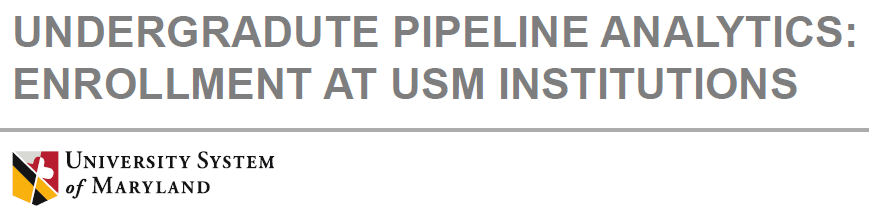 UNDERGRADUTE PIPELINE ANALYTICS:
ENROLLMENT AT USM INSTITUTIONS
UNIVERSITY SYSTEM
of MARYLAND